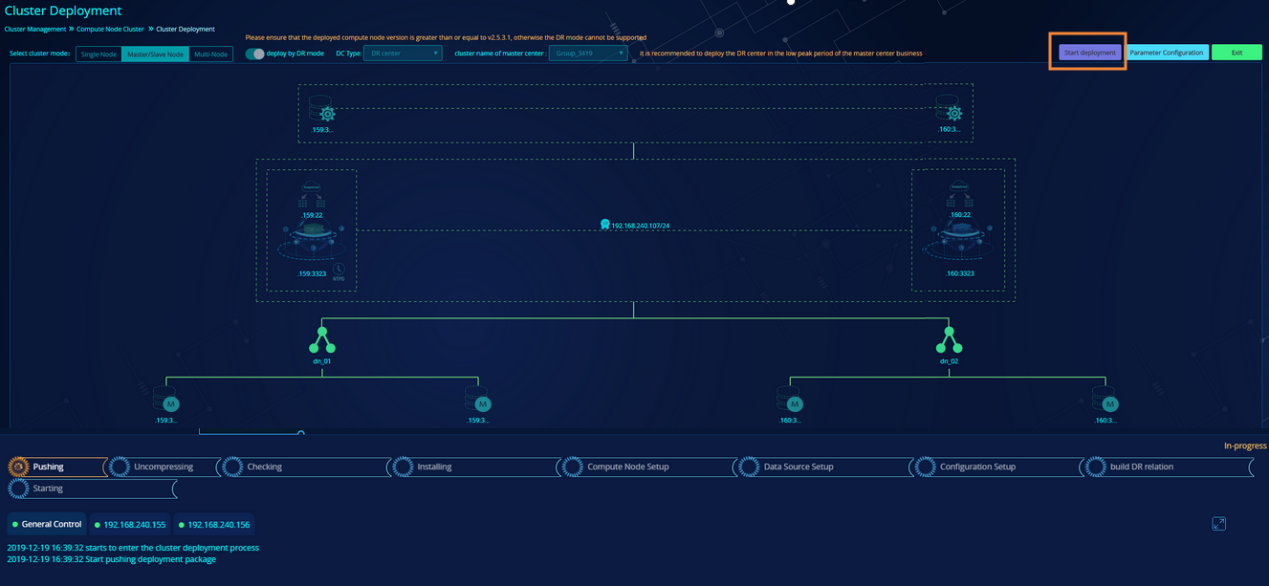 Cluster Deployment
Cluster Management » Compute Node Cluster » Cluster Deployment
Please ensure that the deployed compute node version is greater than or equal to v2.5.3.1, otherwise the DR mode cannot be supported
Select cluster mode: Single Node Master/Slave Node Multi-Node deploy by DR mode DC Type: DR center cluster name of master center : Group_3419 it is recommended to deploy the DR center in the low peak period of the master center business Start deployment Parameter Configuration Exit
.159:3... .160:3...
.159:22 .160:22
192.168.240.107/24
.159:3323 .160:3323
dn_01 dn_02
M M M M
.159:3... .159:3... .160:3... .160:3...
In-progress
Pushing Uncompressing Checking Installing Compute Node Setup Data Source Setup Configuration Setup build DR relation
Starting
General Control 192.168.240.155 192.168.240.156
2019-12-19 16:39:32 starts to enter the cluster deployment process
2019-12-19 16:39:32 Start pushing deployment package